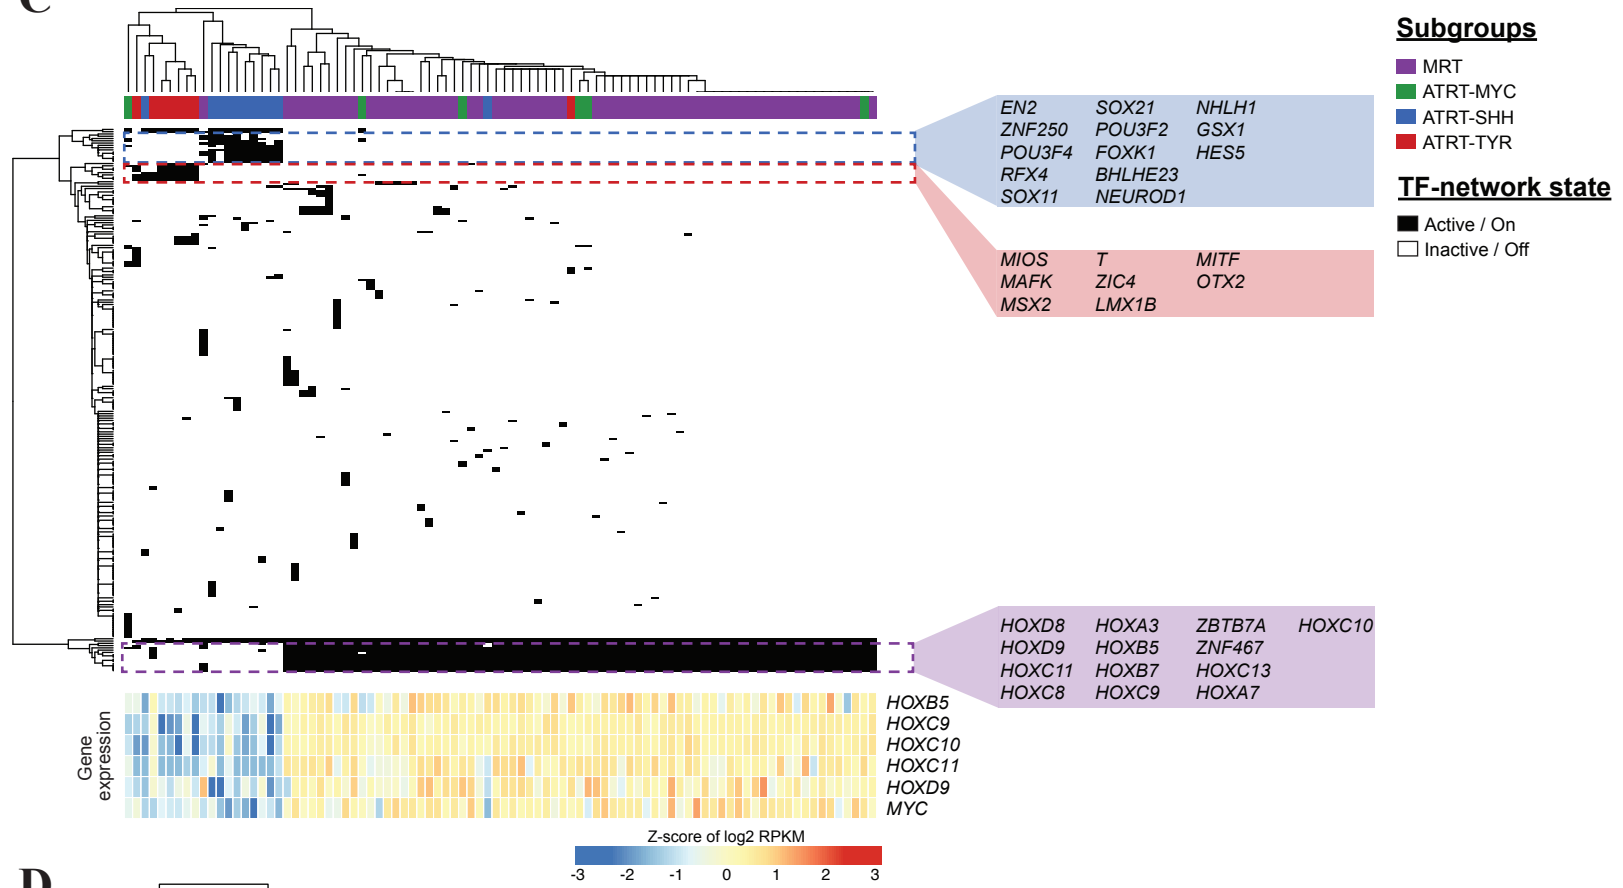 C
Subgroups
MRT
ATRT-MYC
ATRT-SHH
ATRT-TYR
TF-network state
Active / On
Inactive / Off
EN2 SOX21 NHLH1
ZNF250 POU3F2 GSX1
POU3F4 FOXK1 HES5
RFX4 BHLHE23
SOX11 NEUROD1
MIOS T MITF
MAFK ZIC4 OTX2
MSX2 LMX1B
HOXD8 HOXA3 ZBTB7A HOXC10
HOXD9 HOXB5 ZNF467
HOXC11 HOXB7 HOXC13
HOXC8 HOXC9 HOXA7
Gene
expression
HOXB5
HOXC9
HOXC10
HOXC11
HOXD9
MYC
Z-score of log2 RPKM
-3 -2 -1 0 1 2 3
D